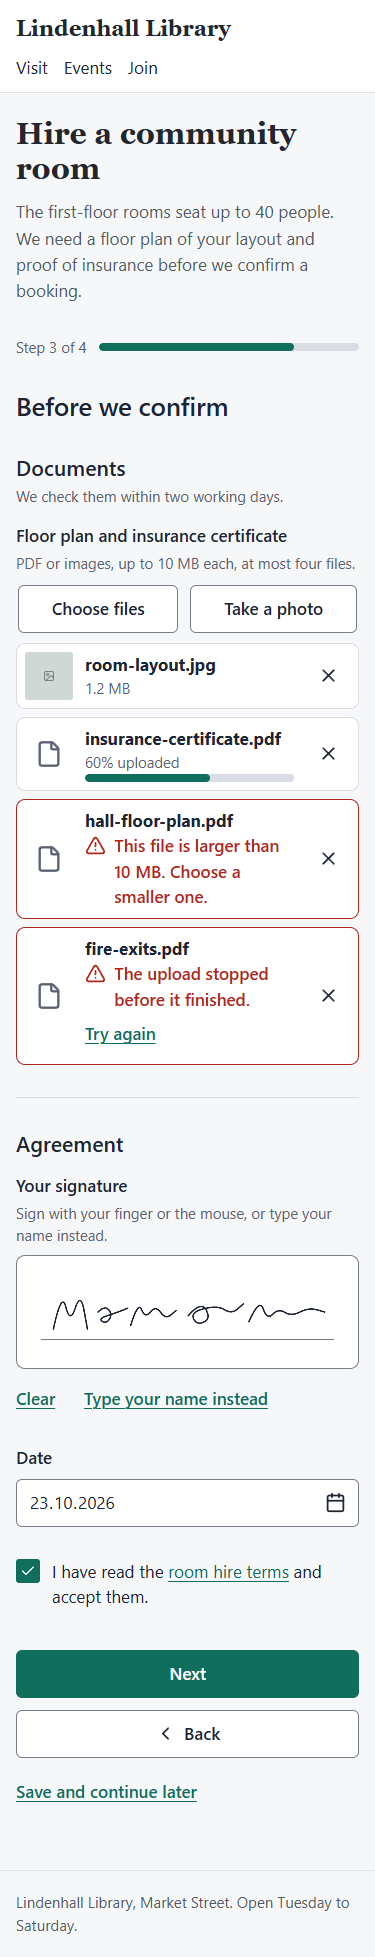 Lindenhall Library
Visit Events Join
Hire a community
room
The first-floor rooms seat up to 40 people.
We need a floor plan of your layout and
proof of insurance before we confirm a
booking.
Step 3 of 4
Before we confirm
Documents
We check them within two working days.
Floor plan and insurance certificate
PDF or images, up to 10 MB each, at most four files.
Choose files Take a photo
room-layout.jpg
1.2 MB
insurance-certificate.pdf
60% uploaded
hall-floor-plan.pdf
This file is larger than
10 MB. Choose a
smaller one.
fire-exits.pdf
The upload stopped
before it finished.
Try again
Agreement
Your signature
Sign with your finger or the mouse, or type your
name instead.
Clear Type your name instead
Date
23.10.2026
I have read the room hire terms and
accept them.
Next
Back
Save and continue later
Lindenhall Library, Market Street. Open Tuesday to
Saturday.